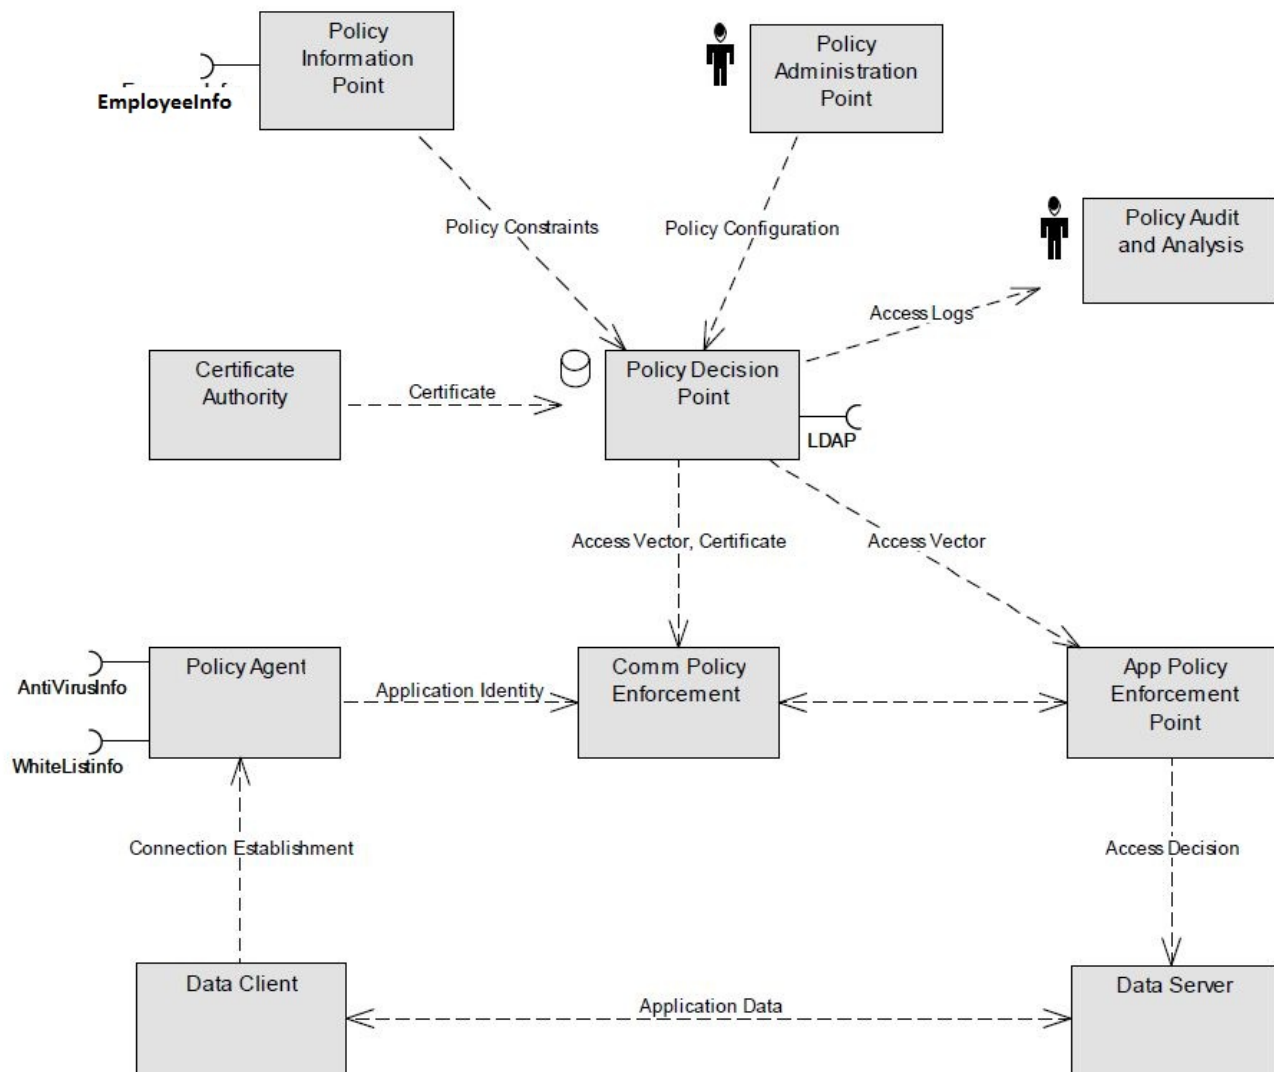 Policy
Information
Point
EmployeeInfo
Policy
Administration
Point
Policy Constraints
Policy Configuration
Policy Audit
and Analysis
Access Logs
Certificate
Authority
Certificate
Policy Decision
Point
LDAP
Access Vector, Certificate
Access Vector
AntiVirusInfo
WhiteListinfo
Policy Agent
Application Identity
Comm Policy
Enforcement
App Policy
Enforcement
Point
Connection Establishment
Access Decision
Data Client
Application Data
Data Server